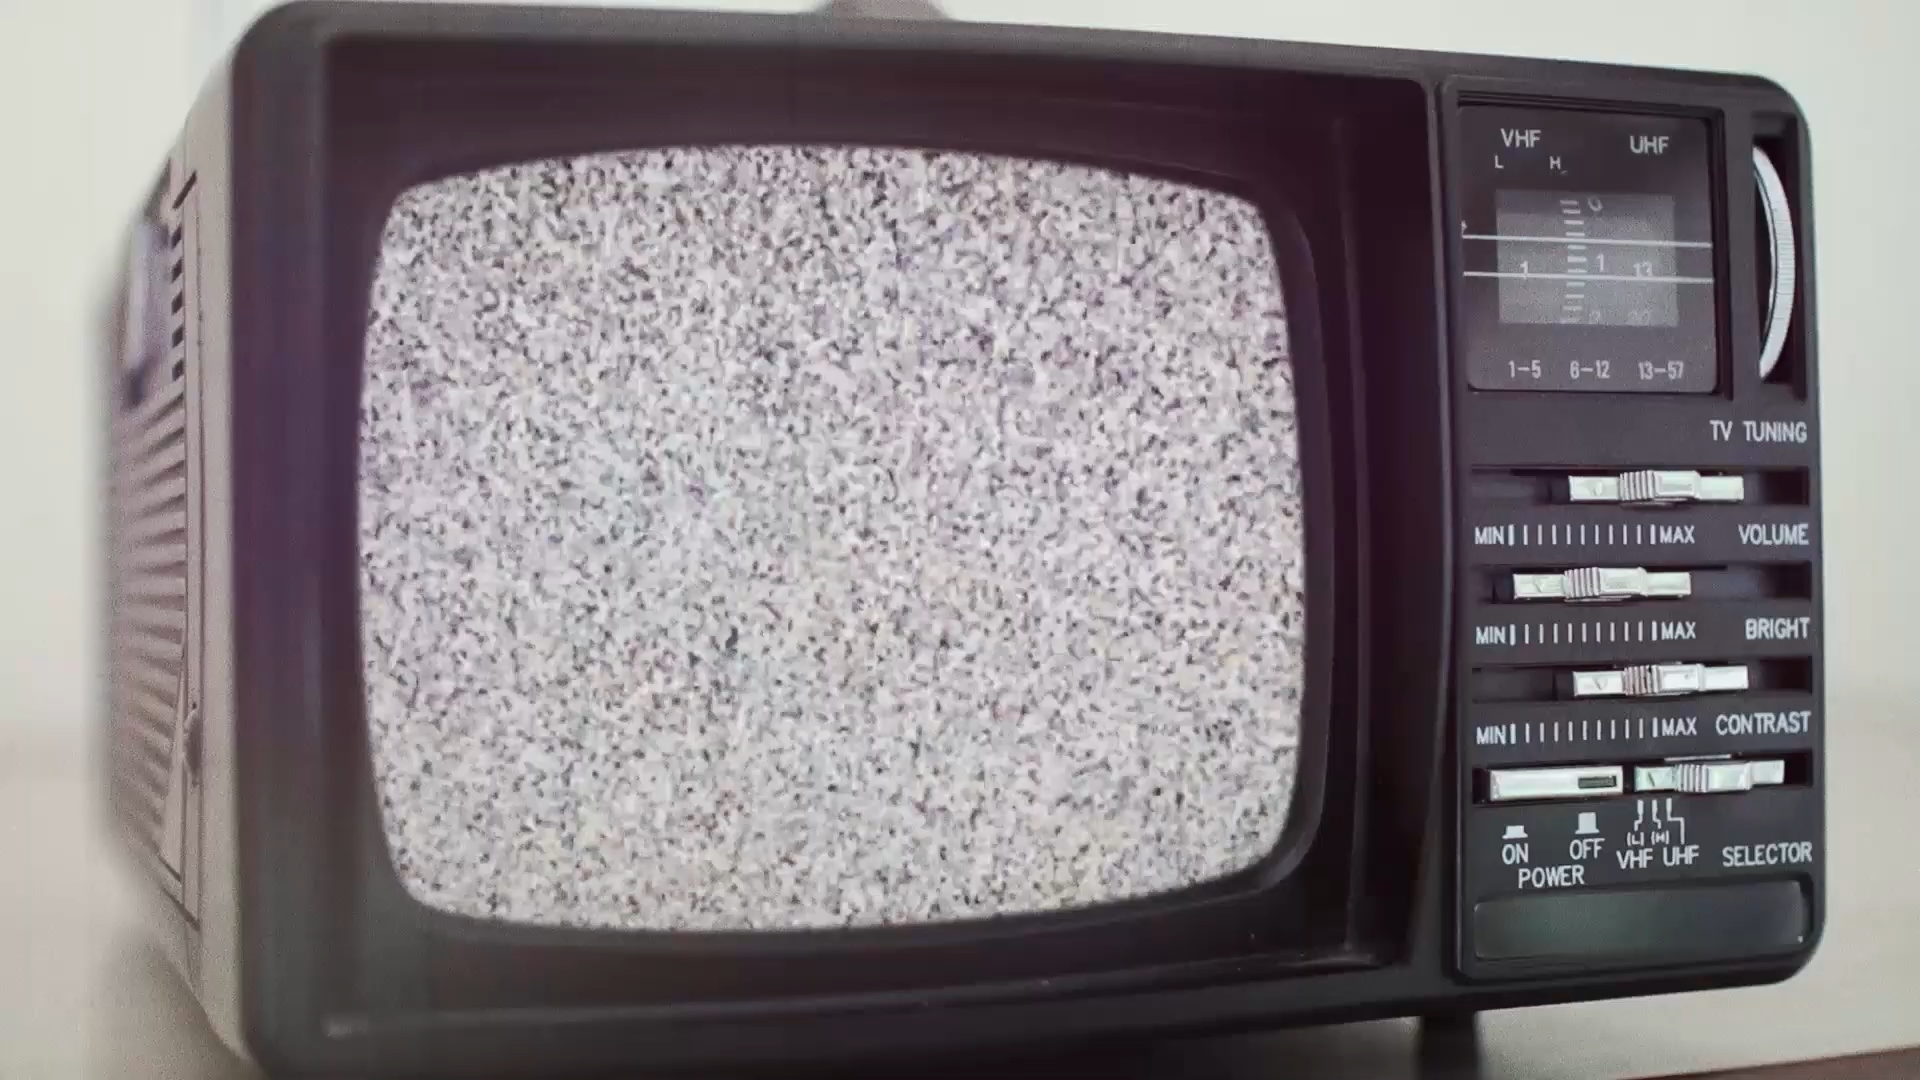 VHF UHF
L H
1 1 13
1-5 6-12 13-57
TV TUNING
MIN MAX VOLUME
MIN MAX BRIGHT
MIN MAX CONTRAST
ON OFF
POWER
(L) (H)
VHF UHF
SELECTOR